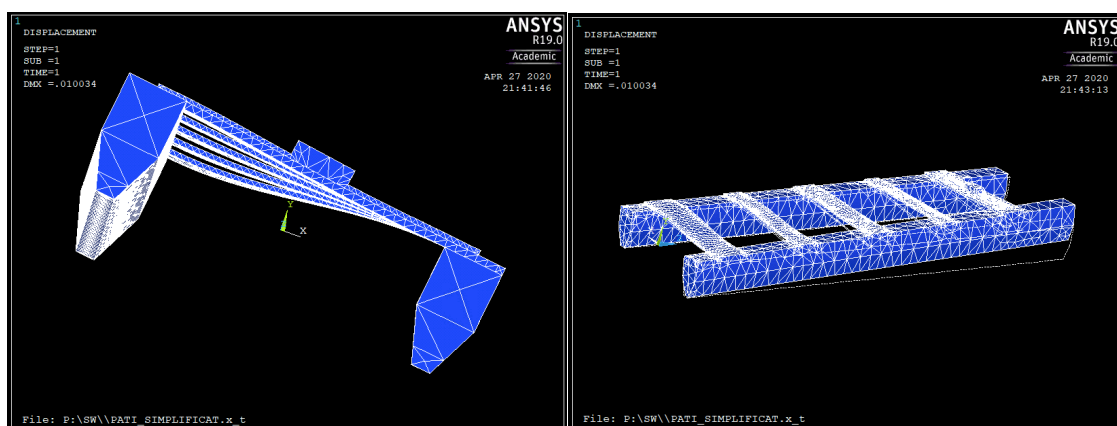 1
DISPLACEMENT
STEP=1
SUB =1
TIME=1
DMX =.010034
ANSYS
R19.0
Academic
APR 27 2020
21:41:46
Y
X
File: P:\SW\\PATI_SIMPLIFICAT.x_t
1
DISPLACEMENT
STEP=1
SUB =1
TIME=1
DMX =.010034
ANSYS
R19.0
Academic
APR 27 2020
21:43:13
File: P:\SW\\PATI_SIMPLIFICAT.x_t